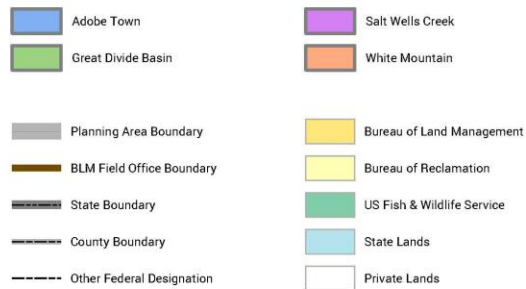 Adobe Town
Great Divide Basin
Salt Wells Creek
White Mountain
Planning Area Boundary
BLM Field Office Boundary
State Boundary
County Boundary
Other Federal Designation
Bureau of Land Management
Bureau of Reclamation
US Fish & Wildlife Service
State Lands
Private Lands